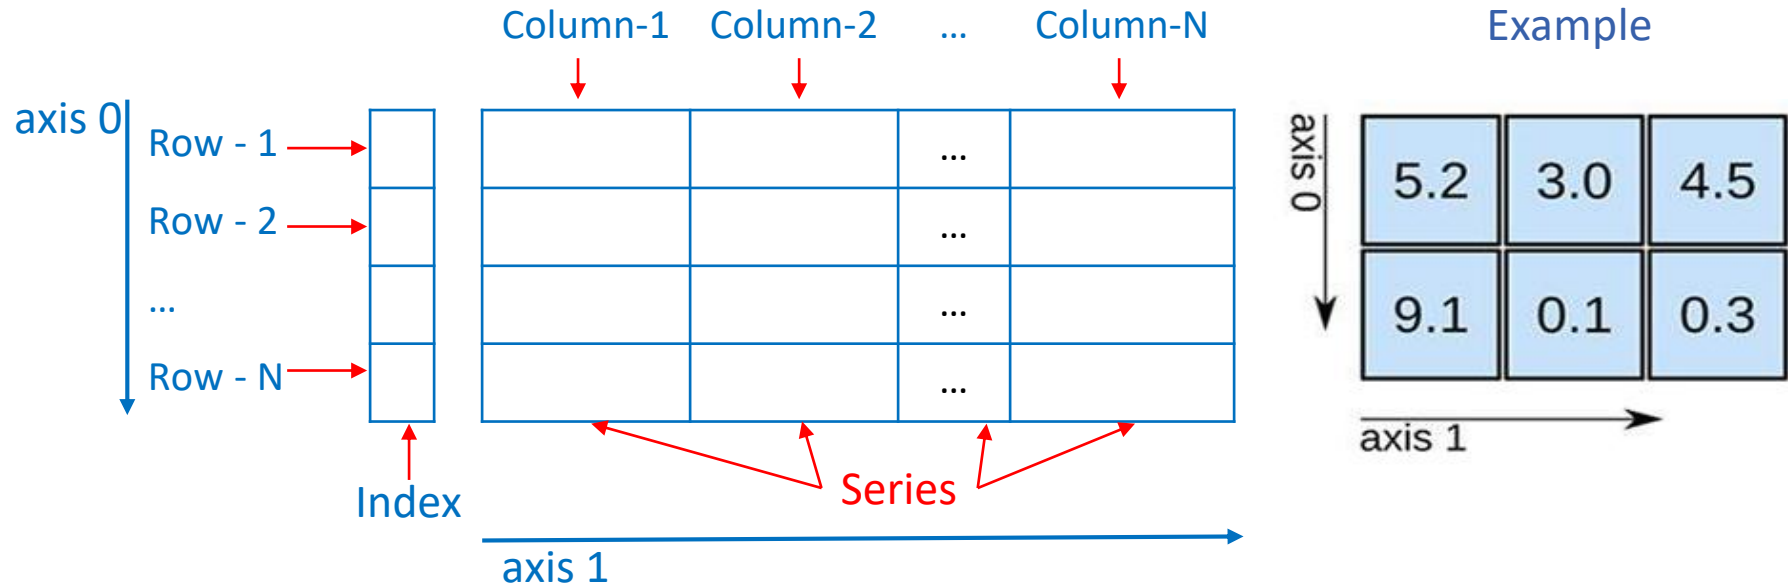 Column-1 Column-2 ... Column-N
Example
axis 0
Row - 1
Row - 2
...
Row - N
...
...
...
...
Index
Series
axis 1
axis 0
5.2 3.0 4.5
9.1 0.1 0.3
axis 1